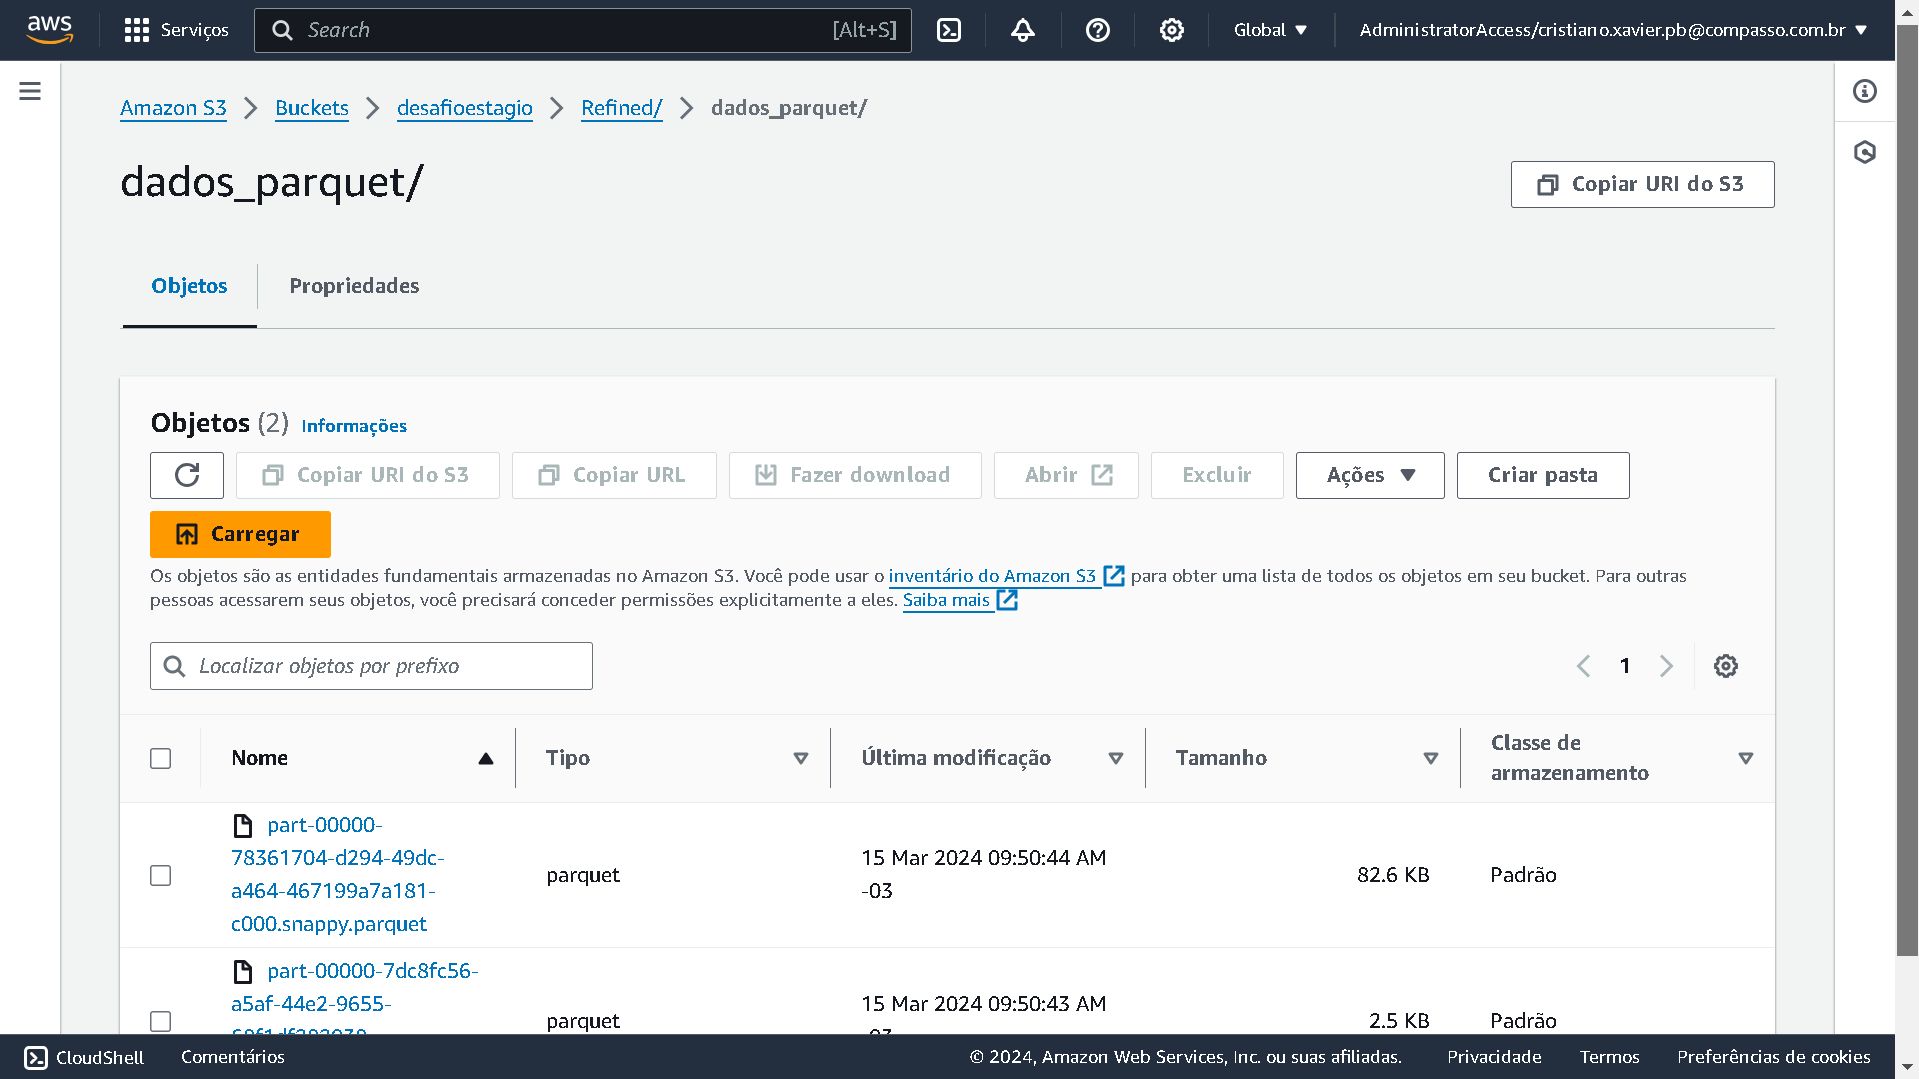 aws
Serviços
Search
[Alt+S]
Global
AdministratorAccess/cristiano.xavier.pb@compasso.com.br
Amazon S3
Buckets
desafioestagio
Refined/
dados_parquet/
dados_parquet/
Copiar URI do S3
Objetos
Propriedades
Objetos (2)
Informações
Copiar URI do S3
Copiar URL
Fazer download
Abrir
Excluir
Ações
Criar pasta
Carregar
Os objetos são as entidades fundamentais armazenadas no Amazon S3. Você pode usar o inventário do Amazon S3 para obter uma lista de todos os objetos em seu bucket. Para outras
pessoas acessarem seus objetos, você precisará conceder permissões explicitamente a eles. Saiba mais
Localizar objetos por prefixo
1
Nome
Tipo
Última modificação
Tamanho
Classe de
armazenamento
part-00000-
78361704-d294-49dc-
a464-467199a7a181-
c000.snappy.parquet
parquet
15 Mar 2024 09:50:44 AM
-03
82.6 KB
Padrão
part-00000-7dc8fc56-
a5af-44e2-9655-
parquet
15 Mar 2024 09:50:43 AM
-03
2.5 KB
Padrão
CloudShell
Comentários
© 2024, Amazon Web Services, Inc. ou suas afiliadas.
Privacidade
Termos
Preferências de cookies